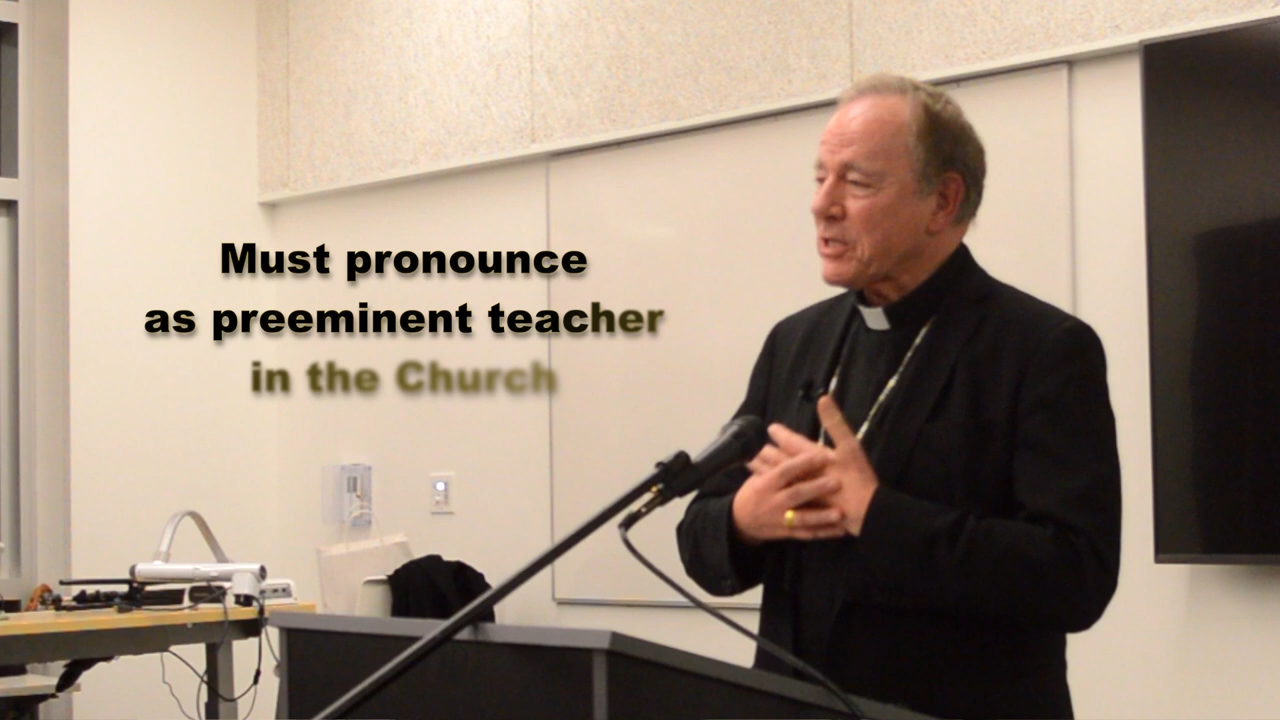 Must pronounce
as preeminent teacher
in the Church